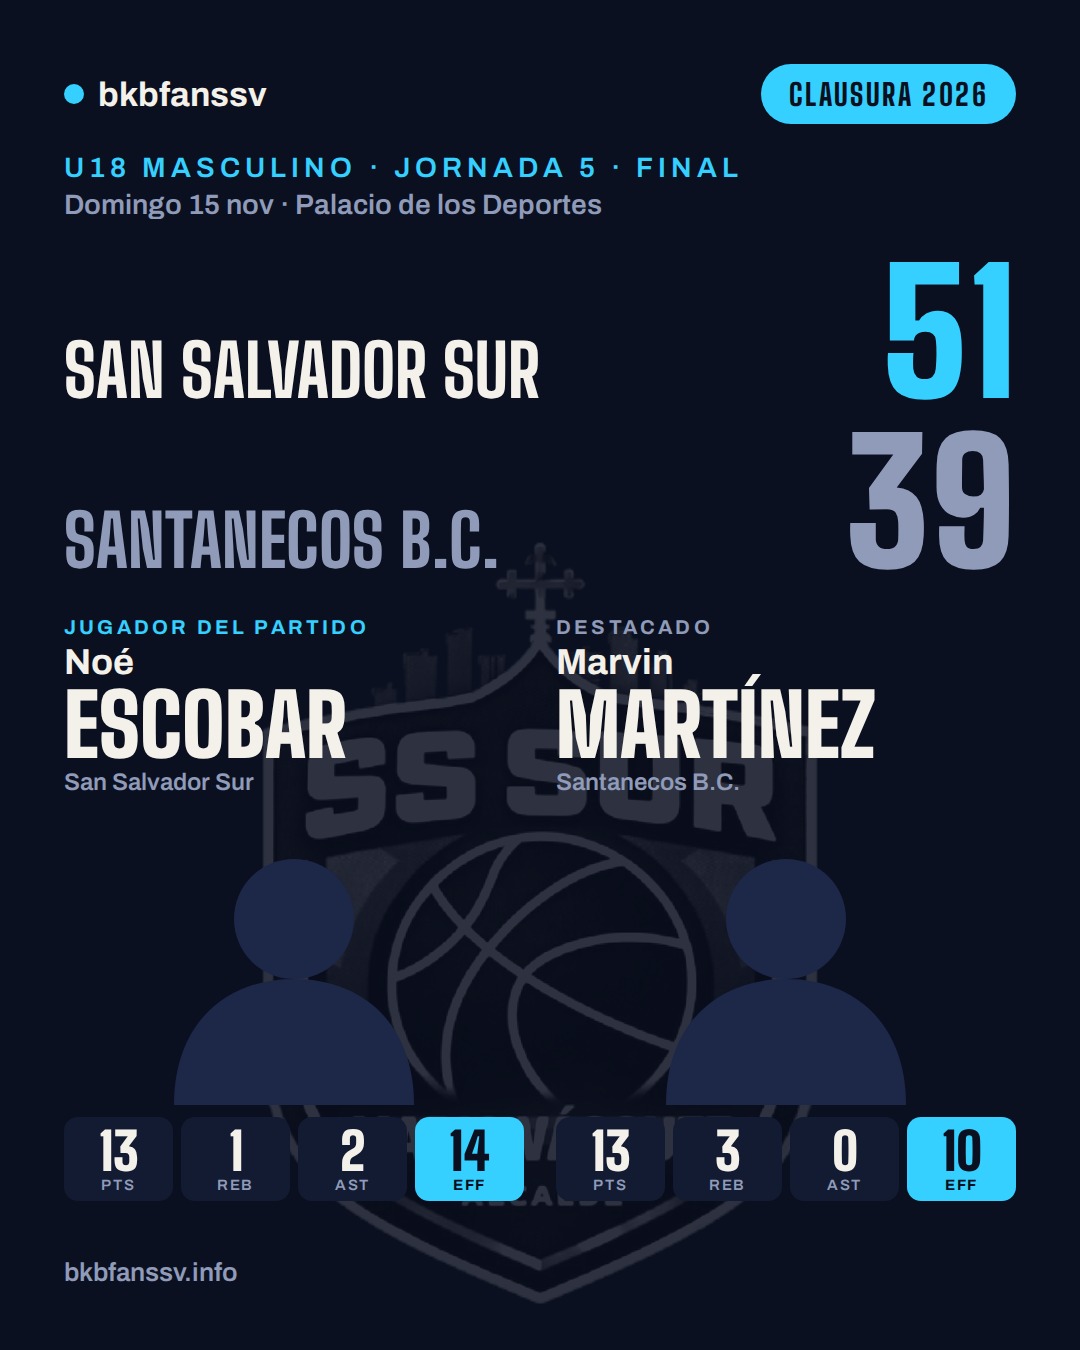 bkbfanssv
CLAUSURA 2026
U18 MASCULINO · JORNADA 5 · FINAL
Domingo 15 nov · Palacio de los Deportes
SAN SALVADOR SUR 51
SANTANECOS B.C. 39
JUGADOR DEL PARTIDO
Noé
ESCOBAR
San Salvador Sur
DESTACADO
Marvin
MARTÍNEZ
Santanecos B.C.
SS SUR
13 1 2 14
PTS REB AST EFF
13 3 0 10
PTS REB AST EFF
bkbfanssv.info